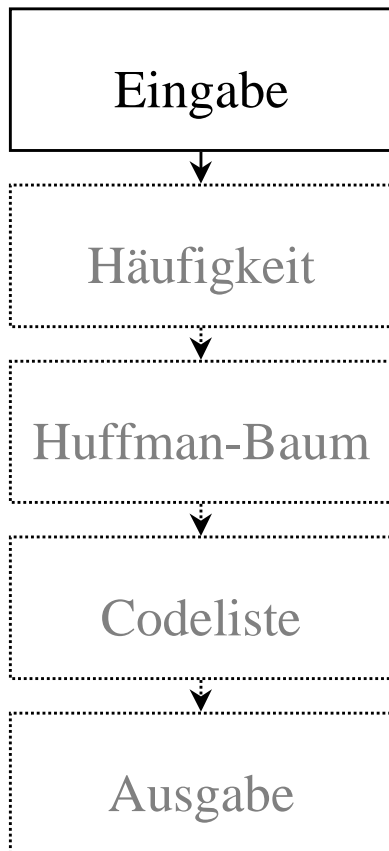 Eingabe
Häufigkeit
Huffman-Baum
Codeliste
Ausgabe